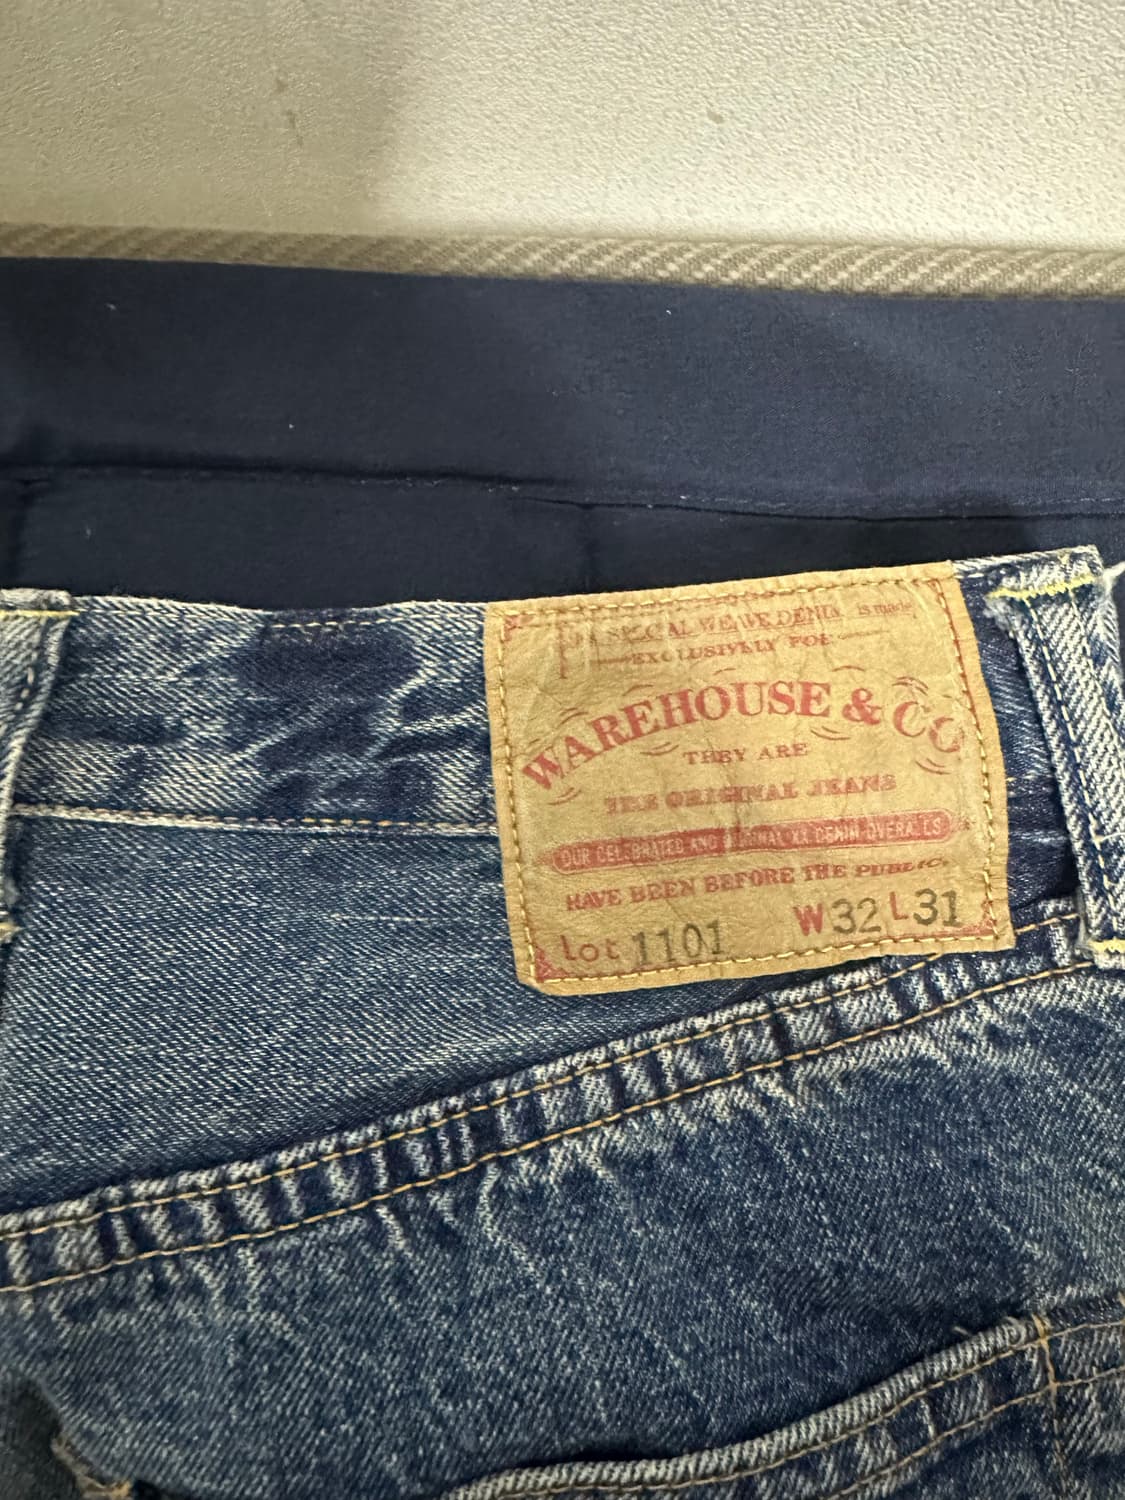 SPECIAL WEAVE DENIM is made
EXCLUSIVELY FOR
WAREHOUSE & CO
THEY ARE
THE ORIGINAL JEANS
OUR CELEBRATED AND ORIGINAL XX DENIM OVERALLS
HAVE BEEN BEFORE THE PUBLIC.
Lot 1101 W32 L31